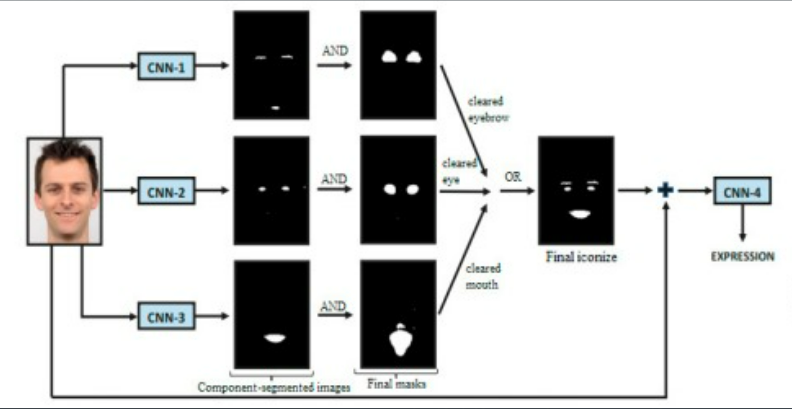 CNN-1
AND
cleared
eyebrow
CNN-2
AND
cleared
eye
OR
CNN-4
Final iconize
EXPRESSION
CNN-3
AND
cleared
mouth
Component-segmented images
Final masks